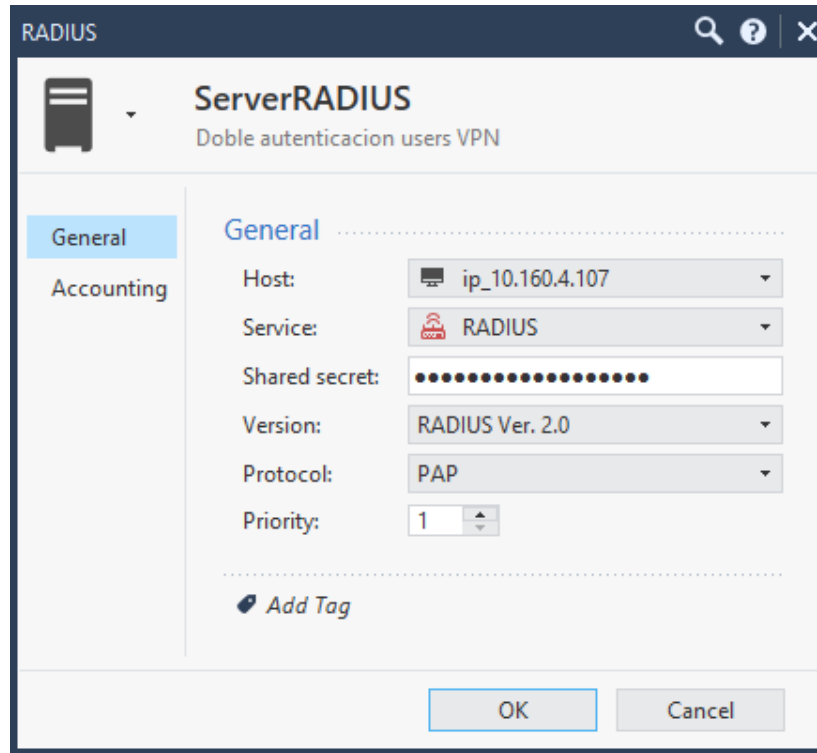 RADIUS
ServerRADIUS
Doble autenticacion users VPN
General
Accounting
General
Host: ip_10.160.4.107
Service: RADIUS
Shared secret: ••••••••••••••••••
Version: RADIUS Ver. 2.0
Protocol: PAP
Priority: 1
Add Tag
OK Cancel